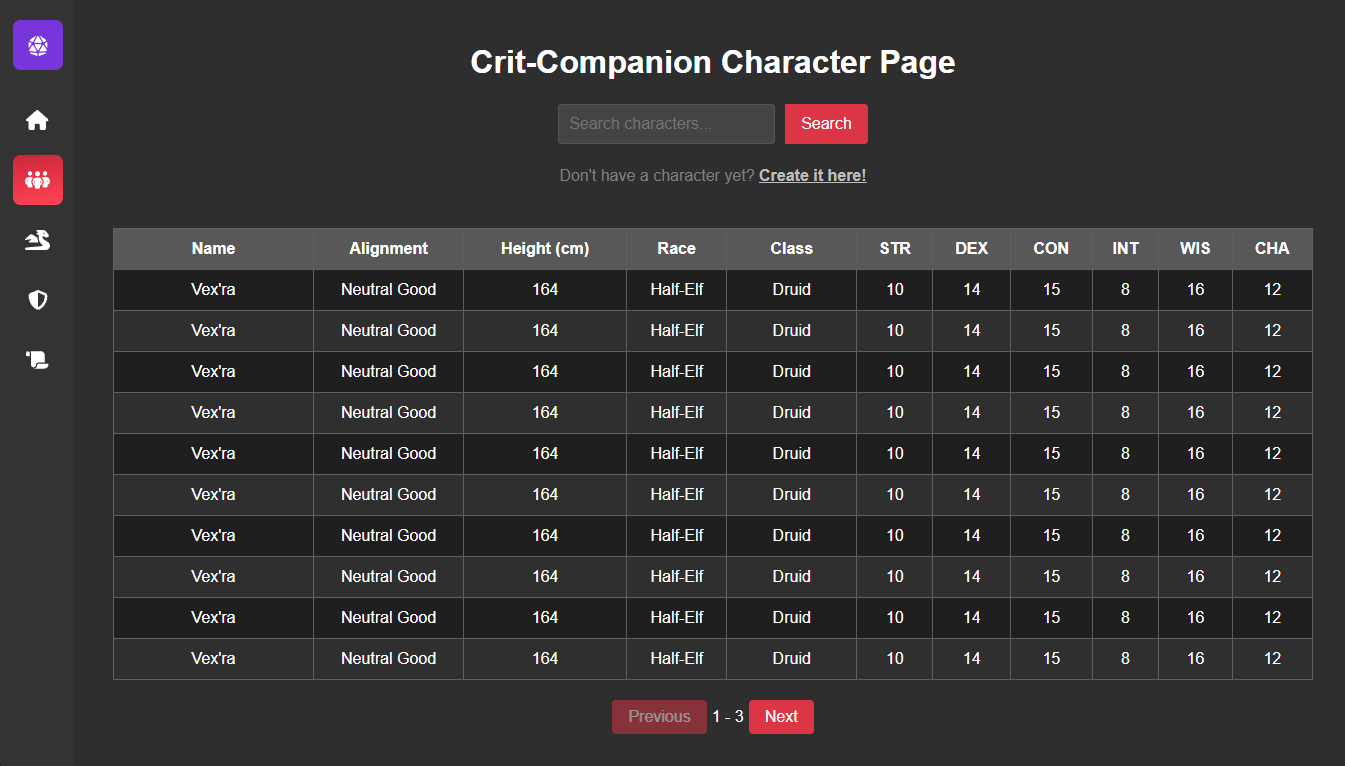 Crit-Companion Character Page
Search characters... Search
Don't have a character yet? Create it here!
Name Alignment Height (cm) Race Class STR DEX CON INT WIS CHA
Vex'ra Neutral Good 164 Half-Elf Druid 10 14 15 8 16 12
Vex'ra Neutral Good 164 Half-Elf Druid 10 14 15 8 16 12
Vex'ra Neutral Good 164 Half-Elf Druid 10 14 15 8 16 12
Vex'ra Neutral Good 164 Half-Elf Druid 10 14 15 8 16 12
Vex'ra Neutral Good 164 Half-Elf Druid 10 14 15 8 16 12
Vex'ra Neutral Good 164 Half-Elf Druid 10 14 15 8 16 12
Vex'ra Neutral Good 164 Half-Elf Druid 10 14 15 8 16 12
Vex'ra Neutral Good 164 Half-Elf Druid 10 14 15 8 16 12
Vex'ra Neutral Good 164 Half-Elf Druid 10 14 15 8 16 12
Vex'ra Neutral Good 164 Half-Elf Druid 10 14 15 8 16 12
Previous 1 - 3 Next